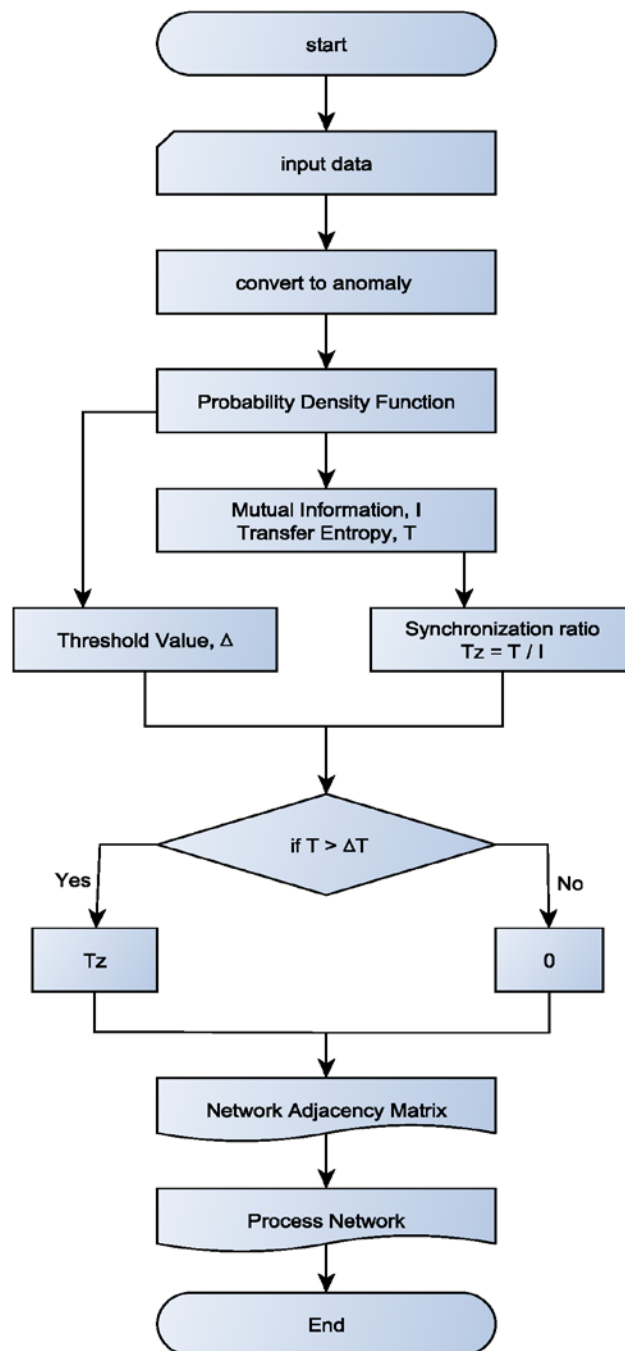 start
input data
convert to anomaly
Probability Density Function
Mutual Information, I
Transfer Entropy, T
Threshold Value, Δ
Synchronization ratio
Tz = T / I
if T > ΔT
Yes
No
Tz
0
Network Adjacency Matrix
Process Network
End